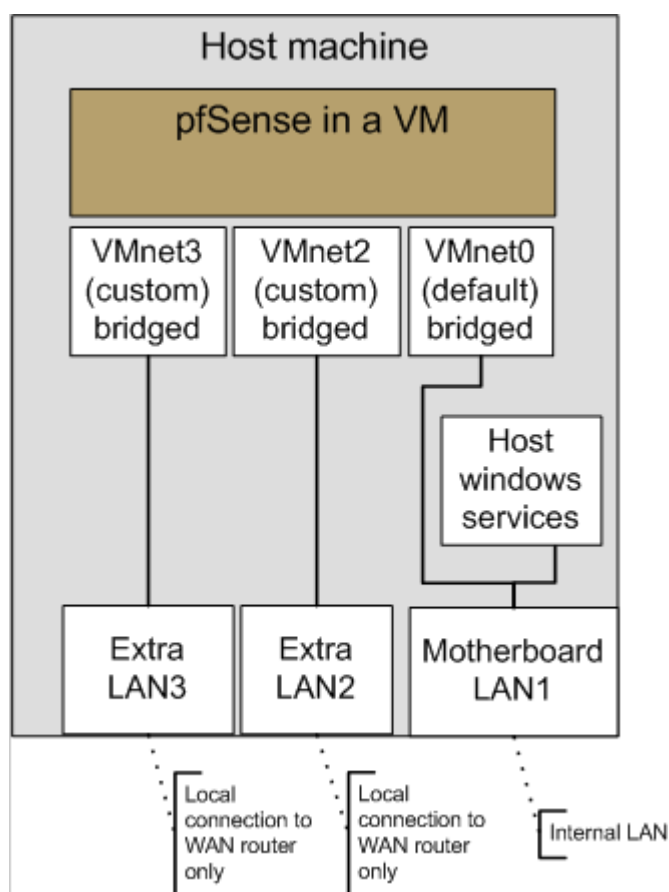 Host machine
pfSense in a VM
VMnet3
(custom)
bridged
VMnet2
(custom)
bridged
VMnet0
(default)
bridged
Host
windows
services
Extra
LAN3
Extra
LAN2
Motherboard
LAN1
Local
connection to
WAN router
only
Local
connection to
WAN router
only
Internal LAN